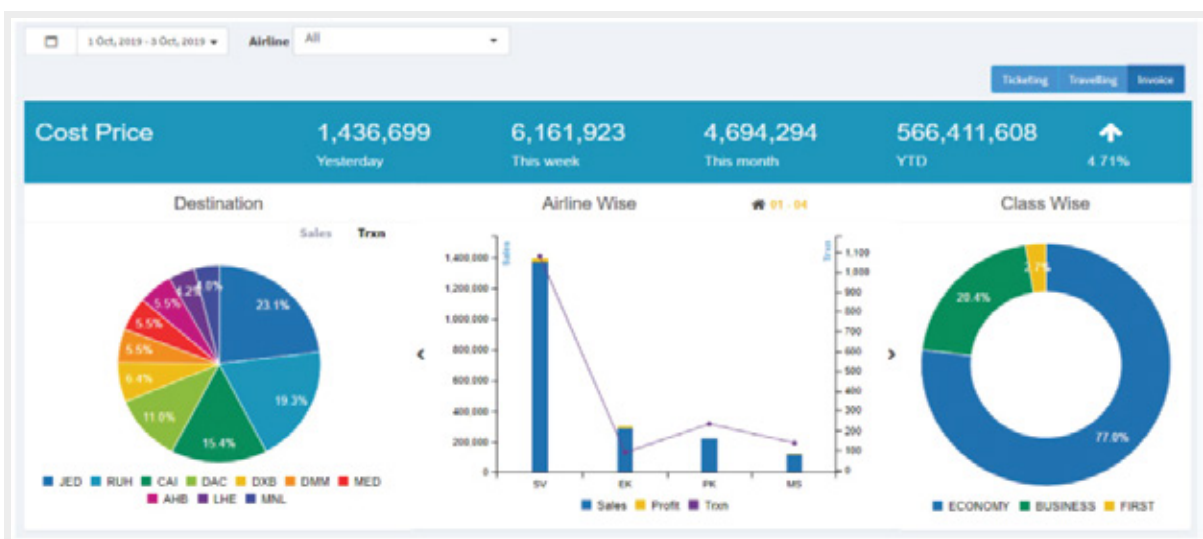 1 Oct, 2019 - 3 Oct, 2019 Airline All
Ticketing Travelling Invoice
Cost Price 1,436,699 6,161,923 4,694,294 566,411,608
Yesterday This week This month YTD 4.71%
Destination Airline Wise 01 - 04 Class Wise
Sales Trxn
23.1%
19.3%
15.4%
11.0%
6.4%
5.5%
5.5%
5.5%
4.2%
4.0%
JED RUH CAI DAC DXB DMM MED
AHB LHE MNL
Sales
Trxn
1.400.000
1.200.000
1.000.000
800.000
600.000
400.000
200.000
0
1.100
1.000
900
800
700
600
500
400
300
200
100
0
SV EK PK MS
Sales Profit Trxn
2.7%
20.4%
77.0%
ECONOMY BUSINESS FIRST